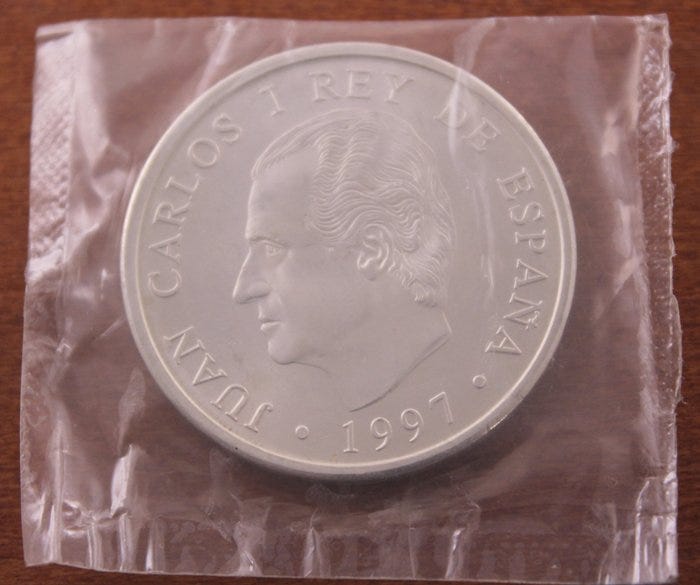 JUAN CARLOS I REY DE ESPAÑA
• 1997 •